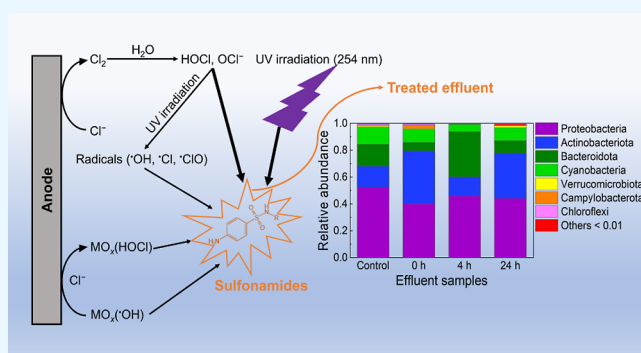 Anode
Cl₂
H₂O
HOCl, OCl⁻
UV irradiation (254 nm)
Cl⁻
UV irradiation
Radicals (•OH, •Cl, •ClO)
MOₓ(HOCl)
Cl⁻
MOₓ(•OH)
H₂N
S
O
O
N
H
N
Sulfonamides
Treated effluent
Relative abundance
1.0
0.8
0.6
0.4
0.2
0.0
Control 0 h 4 h 24 h
Effluent samples
Proteobacteria
Actinobacteriota
Bacteroidota
Cyanobacteria
Verrucomicrobiota
Campylobacterota
Chloroflexi
Others < 0.01